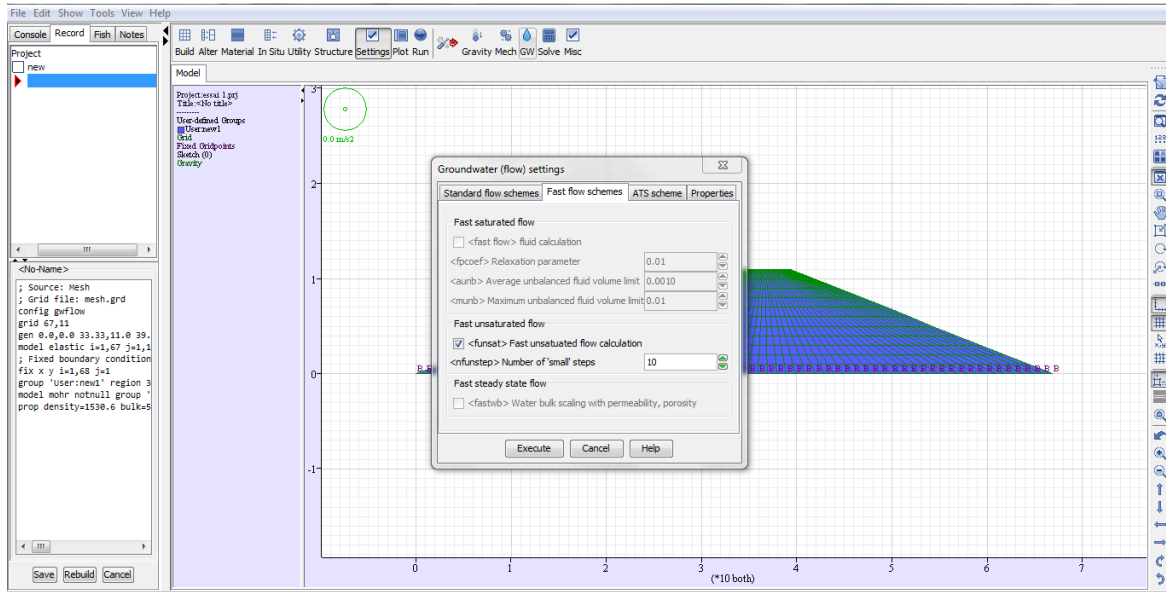 File Edit Show Tools View Help
Console Record Fish Notes
Build Alter Material In Situ Utility Structure Settings Plot Run Gravity Mech GW Solve Misc
Project
new
Model
Project:essai 1.prj
Title:<No title>
User-defined Groups
User:new1
Grid
Fixed Gridpoints
Sketch (0)
Gravity
0.0 m/s2
3
2
1
0
-1
0 1 2 3 4 5 6 7
(*10 both)
B B
B B B B B B B B B B B B B B B B B B B B B B B B B B B B B B B B
Groundwater (flow) settings
Standard flow schemes Fast flow schemes ATS scheme Properties
Fast saturated flow
<fast flow> fluid calculation
<fpcoef> Relaxation parameter 0.01
<aunb> Average unbalanced fluid volume limit 0.0010
<munb> Maximum unbalanced fluid volume limit 0.01
Fast unsaturated flow
<funsat> Fast unsatuated flow calculation
<nfunstep> Number of 'small' steps 10
Fast steady state flow
<fastwb> Water bulk scaling with permeability, porosity
Execute Cancel Help
<No-Name>
; Source: Mesh
; Grid file: mesh.grd
config gwflow
grid 67,11
gen 0.0,0.0 33.33,11.0 39.
model elastic i=1,67 j=1,1
; Fixed boundary condition
fix x y i=1,68 j=1
group 'User:new1' region 3
model mohr notnull group '
prop density=1530.6 bulk=5
Save Rebuild Cancel
123
x,y